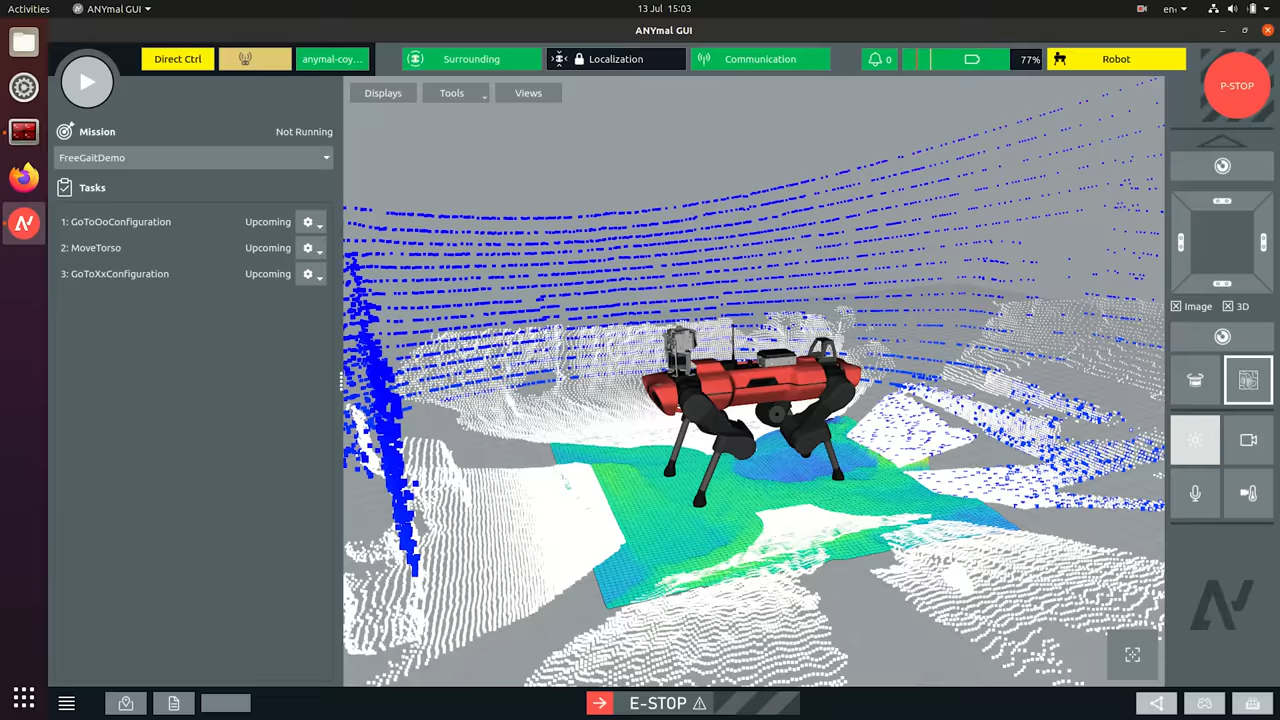 Activities
ANYmal GUI
13 Jul 15:03
en₁
ANYmal GUI
Direct Ctrl
anymal-coy...
Surrounding
Localization
Communication
0
77%
Robot
P-STOP
Displays
Tools
Views
Mission
Not Running
FreeGaitDemo
Tasks
1: GoToOoConfiguration
Upcoming
2: MoveTorso
Upcoming
3: GoToXxConfiguration
Upcoming
Image
3D
E-STOP